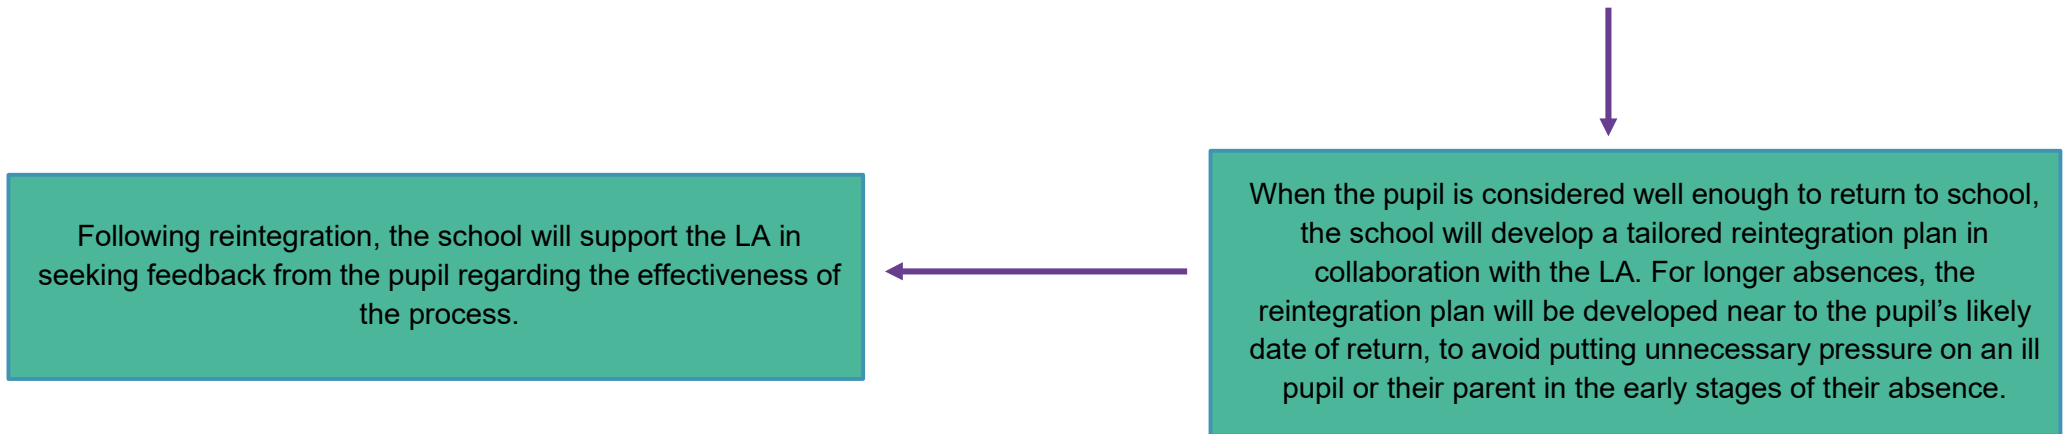 When the pupil is considered well enough to return to school,
the school will develop a tailored reintegration plan in
collaboration with the LA. For longer absences, the
reintegration plan will be developed near to the pupil’s likely
date of return, to avoid putting unnecessary pressure on an ill
pupil or their parent in the early stages of their absence.
Following reintegration, the school will support the LA in
seeking feedback from the pupil regarding the effectiveness of
the process.